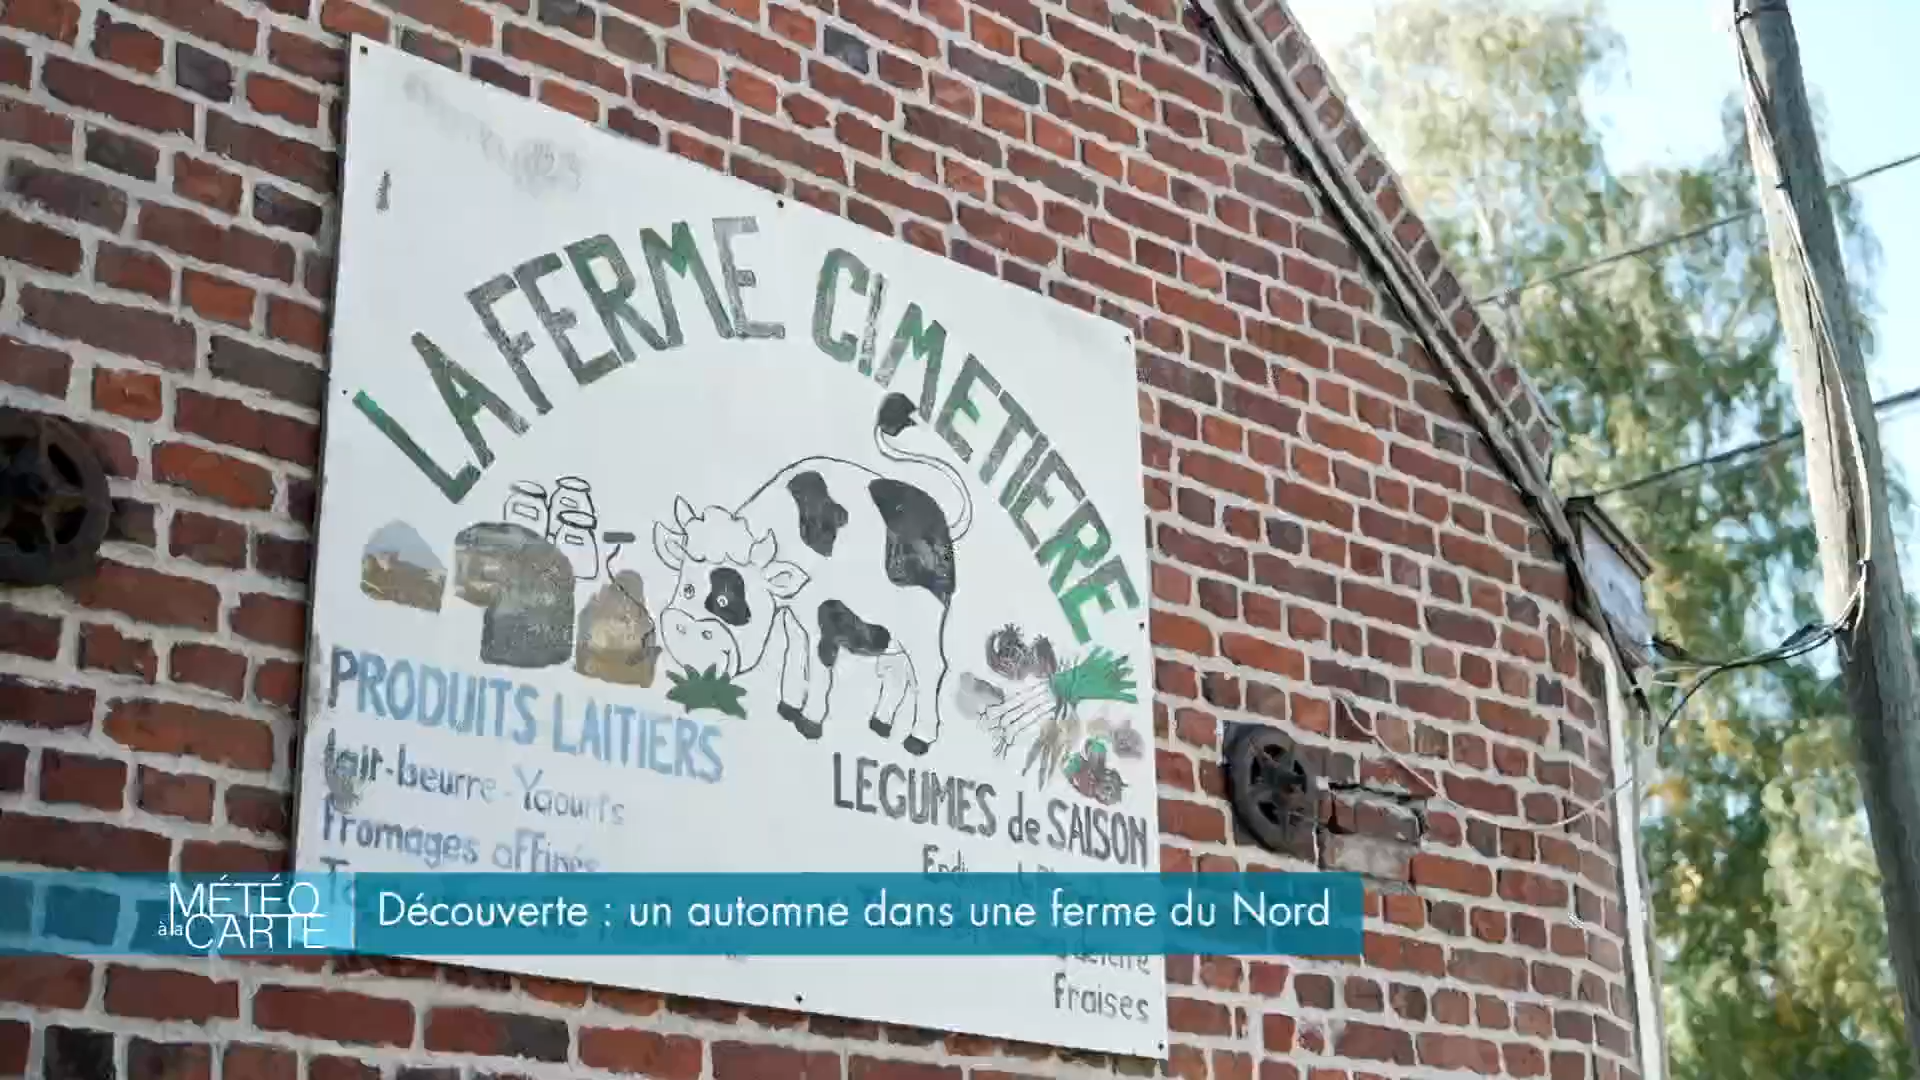 LA FERME CIMETIERE
PRODUITS LAITIERS
lait-beurre-Yaourts
Fromages affinés
LEGUMES de SAISON
Fraises
MÉTÉO
à la CARTE
Découverte : un automne dans une ferme du Nord